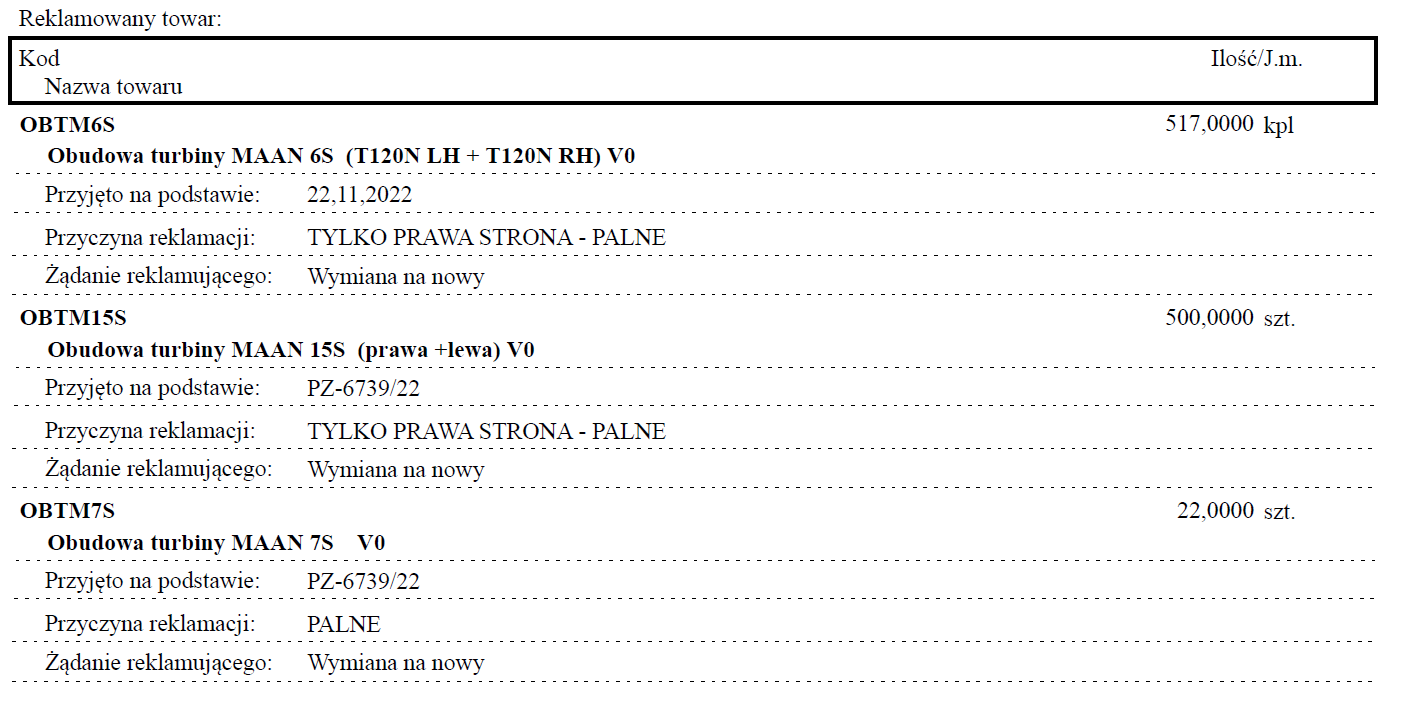 Reklamowany towar:
Kod Ilość/J.m.
Nazwa towaru
OBTM6S 517,0000 kpl
Obudowa turbiny MAAN 6S (T120N LH + T120N RH) V0
Przyjęto na podstawie: 22,11,2022
Przyczyna reklamacji: TYLKO PRAWA STRONA - PALNE
Żądanie reklamującego: Wymiana na nowy
OBTM15S 500,0000 szt.
Obudowa turbiny MAAN 15S (prawa +lewa) V0
Przyjęto na podstawie: PZ-6739/22
Przyczyna reklamacji: TYLKO PRAWA STRONA - PALNE
Żądanie reklamującego: Wymiana na nowy
OBTM7S 22,0000 szt.
Obudowa turbiny MAAN 7S V0
Przyjęto na podstawie: PZ-6739/22
Przyczyna reklamacji: PALNE
Żądanie reklamującego: Wymiana na nowy